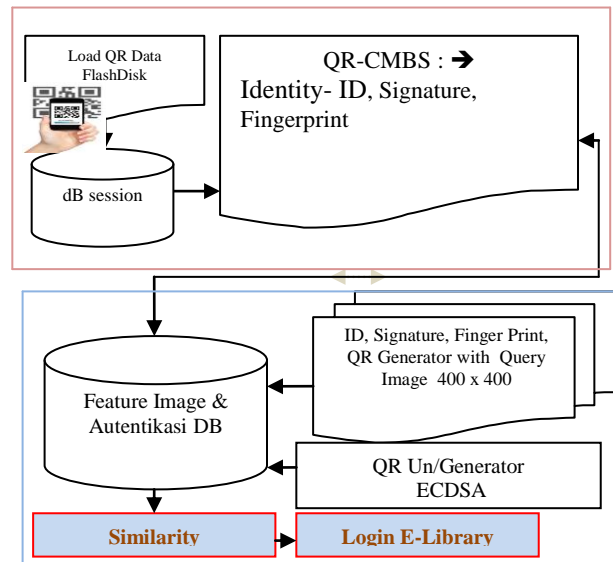 Load QR Data
FlashDisk
QR-CMBS : ➔
Identity- ID, Signature,
Fingerprint
dB session
ID, Signature, Finger Print,
QR Generator with Query
Image 400 x 400
Feature Image &
Autentikasi DB
QR Un/Generator
ECDSA
Similarity
Login E-Library